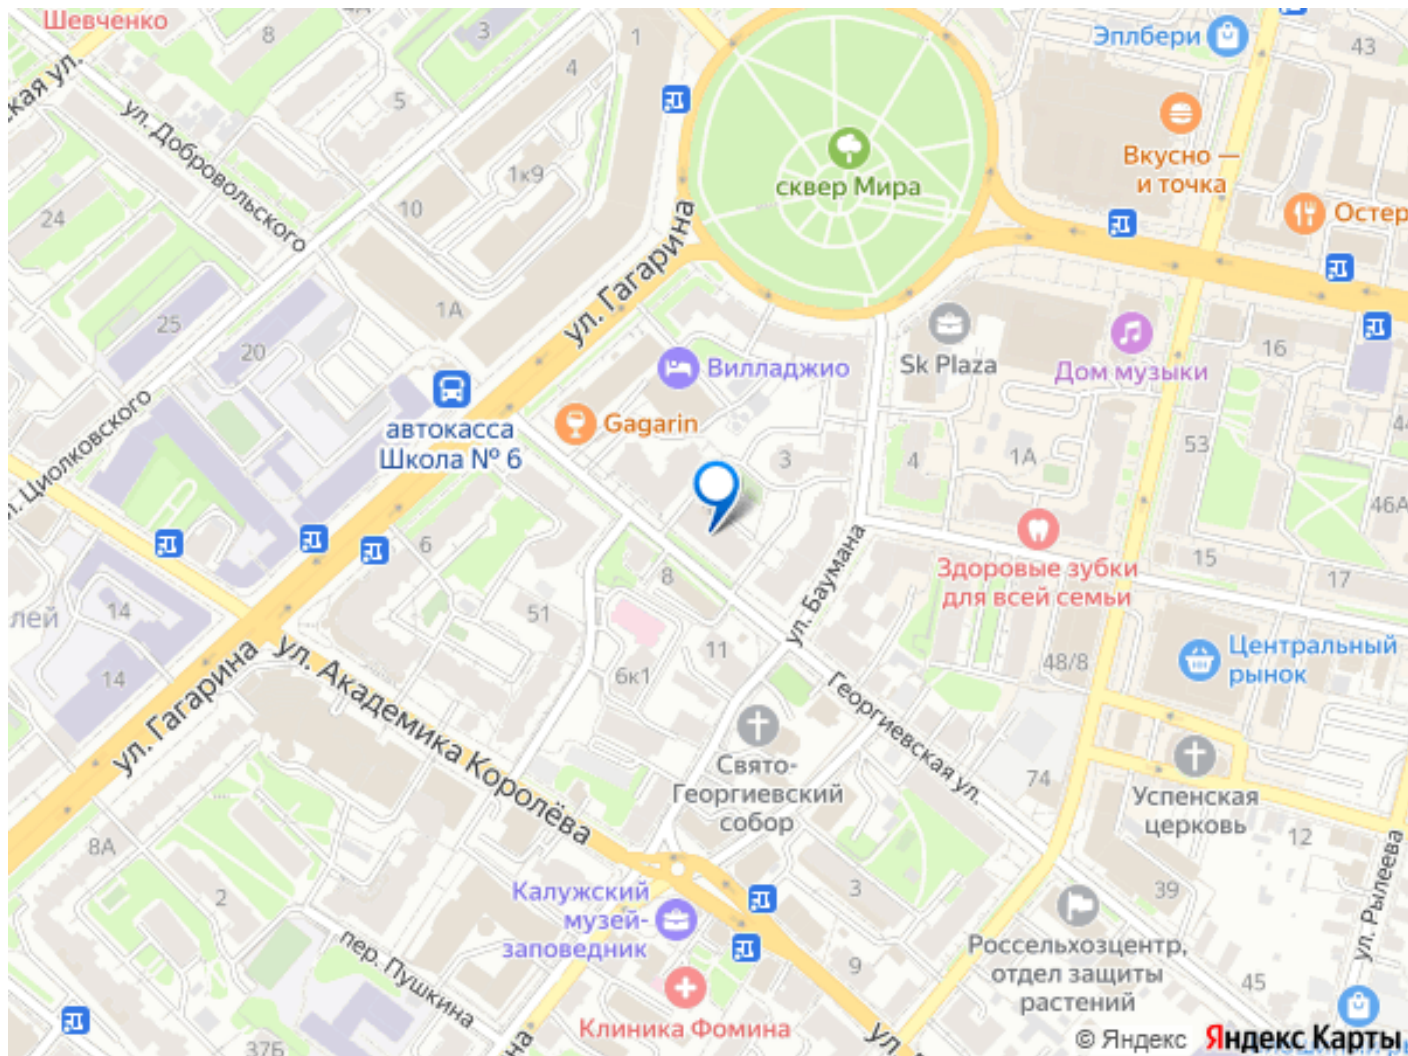 Шевченко
8
3
1
4
5
Эплбери
43
кая ул.
ул. Добровольского
1к9
10
24
сквер Мира
Вкусно —
и точка
Остер
ул. Гагарина
1А
25
20
Sk Plaza
Дом музыки
16
Вилладжио
Gagarin
автокасса
Школа № 6
л. Циолковского
3
4
1А
53
44
46А
6
8
51
ул. Баумана
Здоровые зубки
для всей семьи
15
17
14
лей
14
11
6к1
48/8
Центральный
рынок
ул. Гагарина
ул. Академика Королёва
Георгиевская ул.
Свято-
Георгиевский
собор
74
Успенская
церковь
12
8А
2
Калужский
музей-
заповедник
3
39
ул. Рылеева
Россельхозцентр,
отдел защиты
растений
пер. Пушкина
9
45
Клиника Фомина
37Б
на
ул.
© Яндекс Яндекс Карты